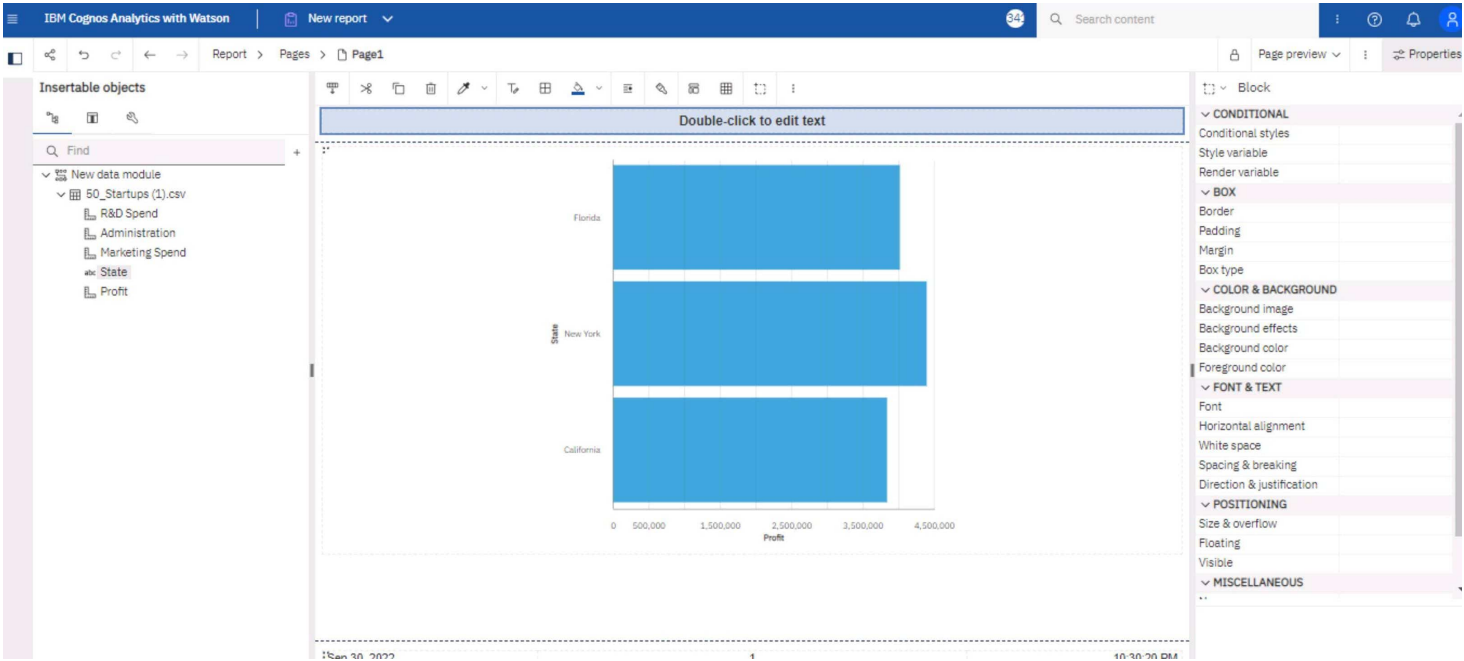 IBM Cognos Analytics with Watson
New report
Search content
Report > Pages > Page1
Page preview
Properties
Insertable objects
Find
New data module
50_Startups (1).csv
R&D Spend
Administration
Marketing Spend
abc State
Profit
Double-click to edit text
Florida
New York
California
State
0 500,000 1,500,000 2,500,000 3,500,000 4,500,000
Profit
Sep 30, 2022 1 10:30:20 PM
Block
CONDITIONAL
Conditional styles
Style variable
Render variable
BOX
Border
Padding
Margin
Box type
COLOR & BACKGROUND
Background image
Background effects
Background color
Foreground color
FONT & TEXT
Font
Horizontal alignment
White space
Spacing & breaking
Direction & justification
POSITIONING
Size & overflow
Floating
Visible
MISCELLANEOUS